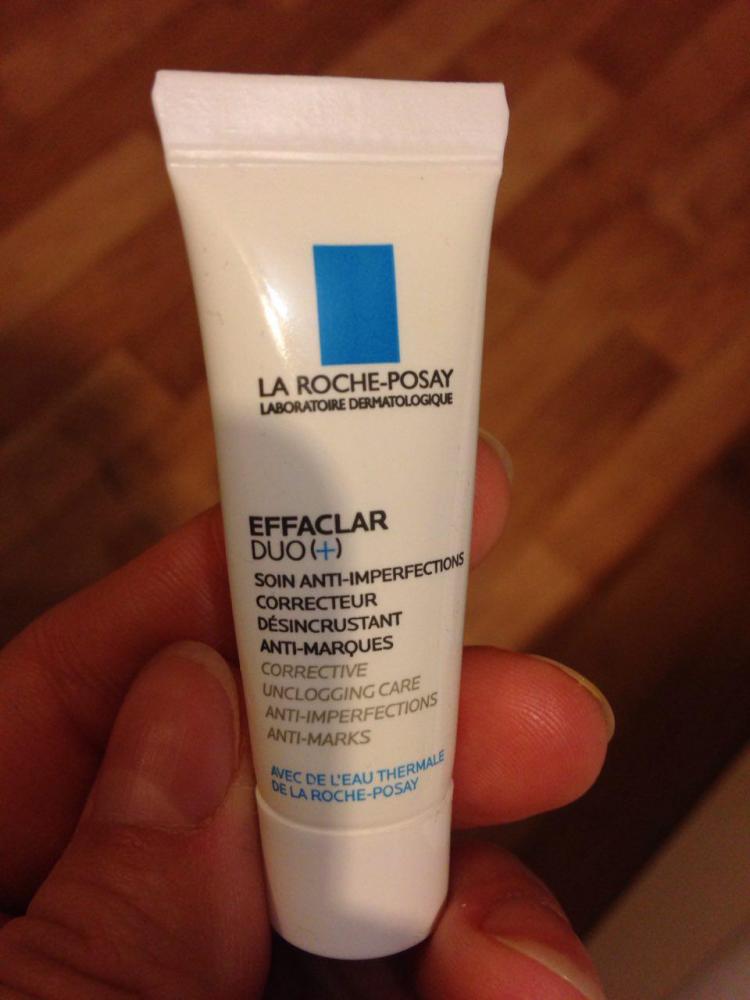 LA ROCHE-POSAY
LABORATOIRE DERMATOLOGIQUE
EFFACLAR
DUO(+)
SOIN ANTI-IMPERFECTIONS
CORRECTEUR
DÉSINCRUSTANT
ANTI-MARQUES
CORRECTIVE
UNCLOGGING CARE
ANTI-IMPERFECTIONS
ANTI-MARKS
AVEC DE L'EAU THERMALE
DE LA ROCHE-POSAY